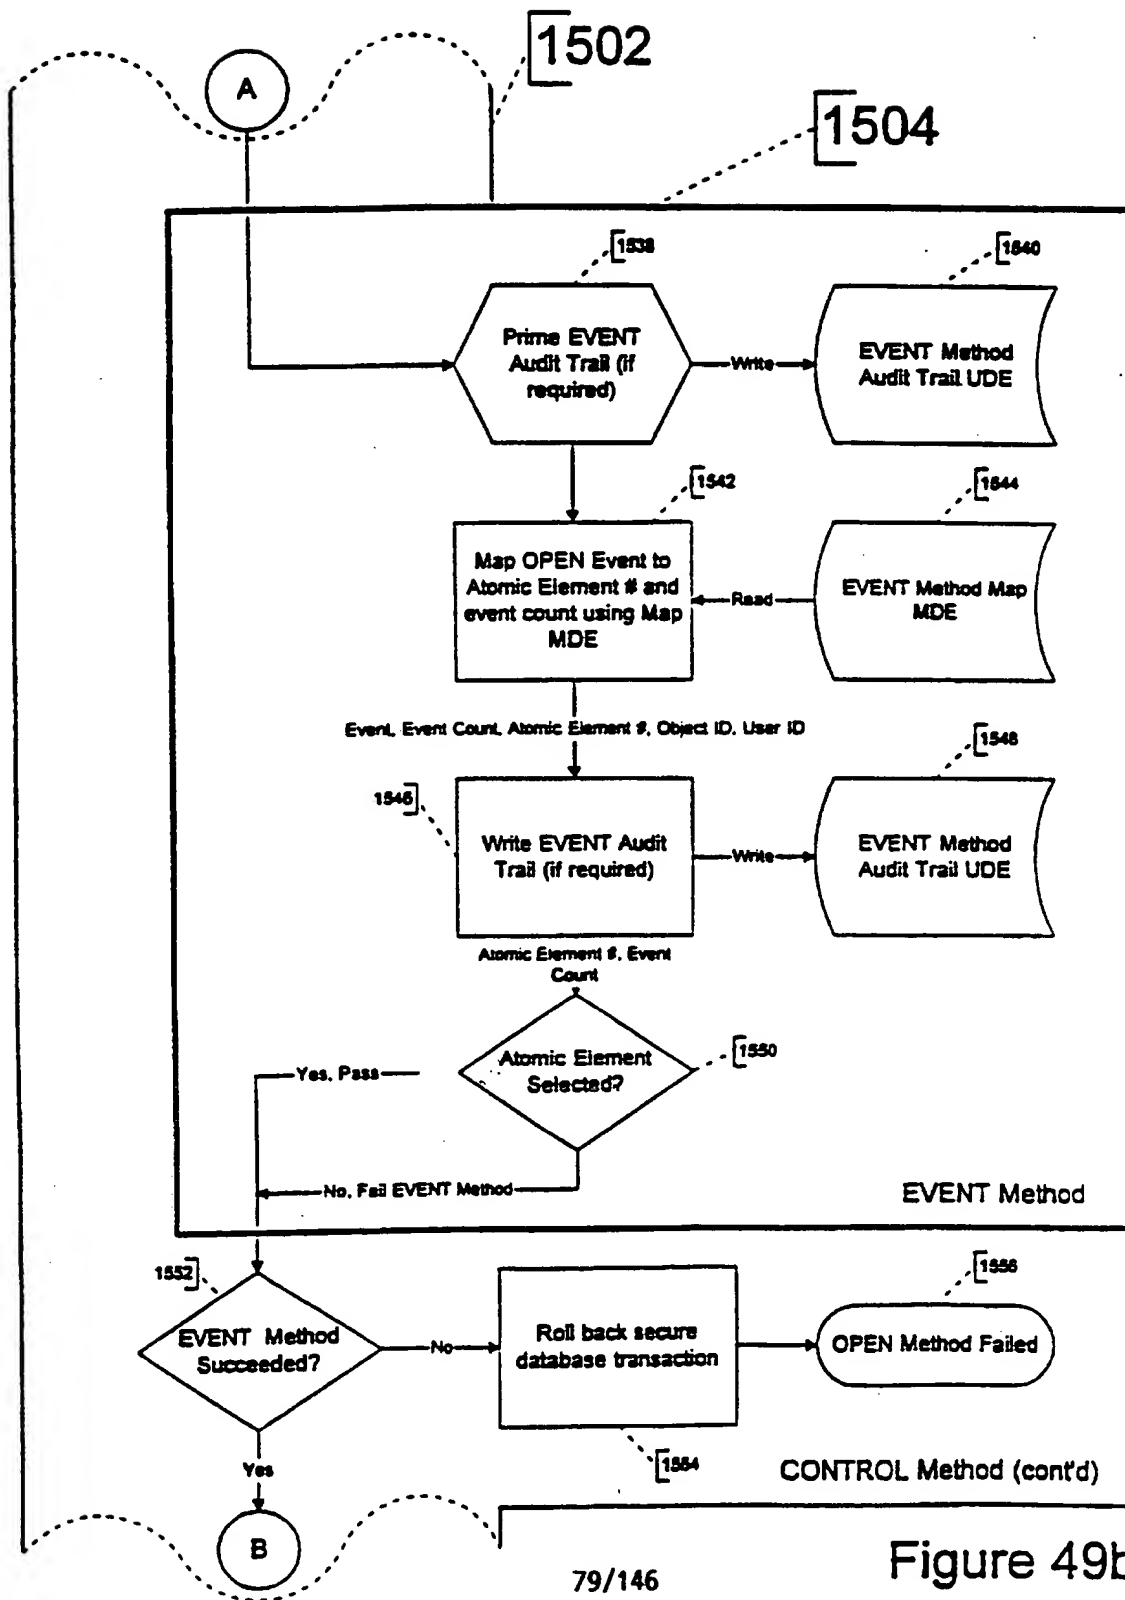 1502
A
1504
1538
1540
Prime EVENT
Audit Trail (if
required)
Write
EVENT Method
Audit Trail UDE
1542
1544
Map OPEN Event to
Atomic Element # and
event count using Map
MDE
Read
EVENT Method Map
MDE
Event, Event Count, Atomic Element #, Object ID, User ID
1546
1548
Write EVENT Audit
Trail (if required)
Write
EVENT Method
Audit Trail UDE
Atomic Element #, Event
Count
Atomic Element
Selected?
1550
Yes, Pass
No, Fail EVENT Method
EVENT Method
1552
EVENT Method
Succeeded?
No
Roll back secure
database transaction
1556
OPEN Method Failed
1554
Yes
CONTROL Method (cont'd)
B
Figure 49b
79/146